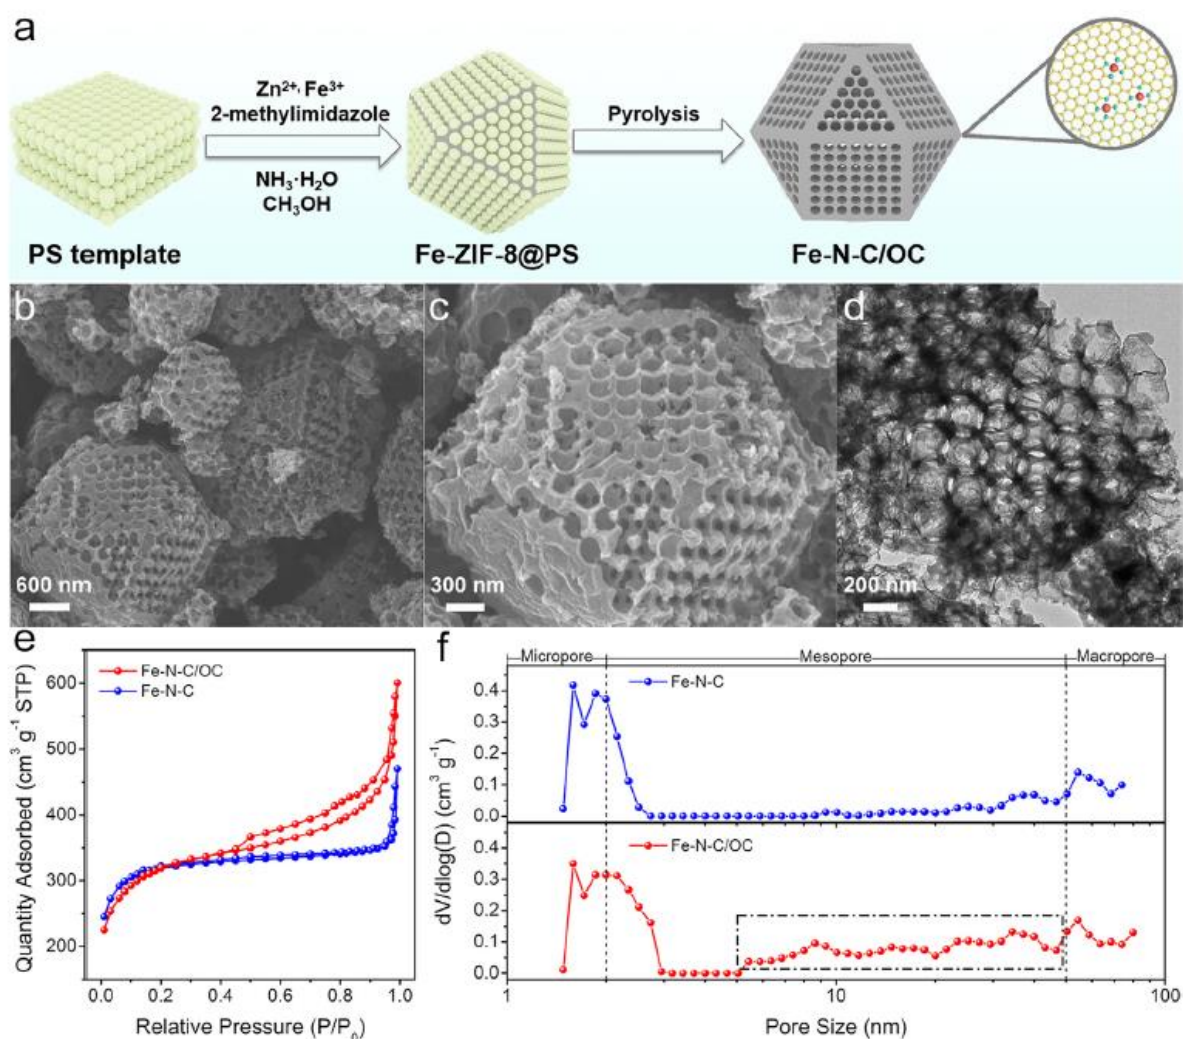 a
Zn²⁺, Fe³⁺
2-methylimidazole
NH₃·H₂O
CH₃OH
Pyrolysis
PS template
Fe-ZIF-8@PS
Fe-N-C/OC
b
600 nm
c
300 nm
d
200 nm
e
Quantity Adsorbed (cm³ g⁻¹ STP)
600
500
400
300
200
Fe-N-C/OC
Fe-N-C
0.0 0.2 0.4 0.6 0.8 1.0
Relative Pressure (P/P₀)
f
Micropore Mesopore Macropore
dV/dlog(D) (cm³ g⁻¹)
0.4
0.3
0.2
0.1
0.0
Fe-N-C
0.3
0.2
0.1
0.0
Fe-N-C/OC
1 10 100
Pore Size (nm)